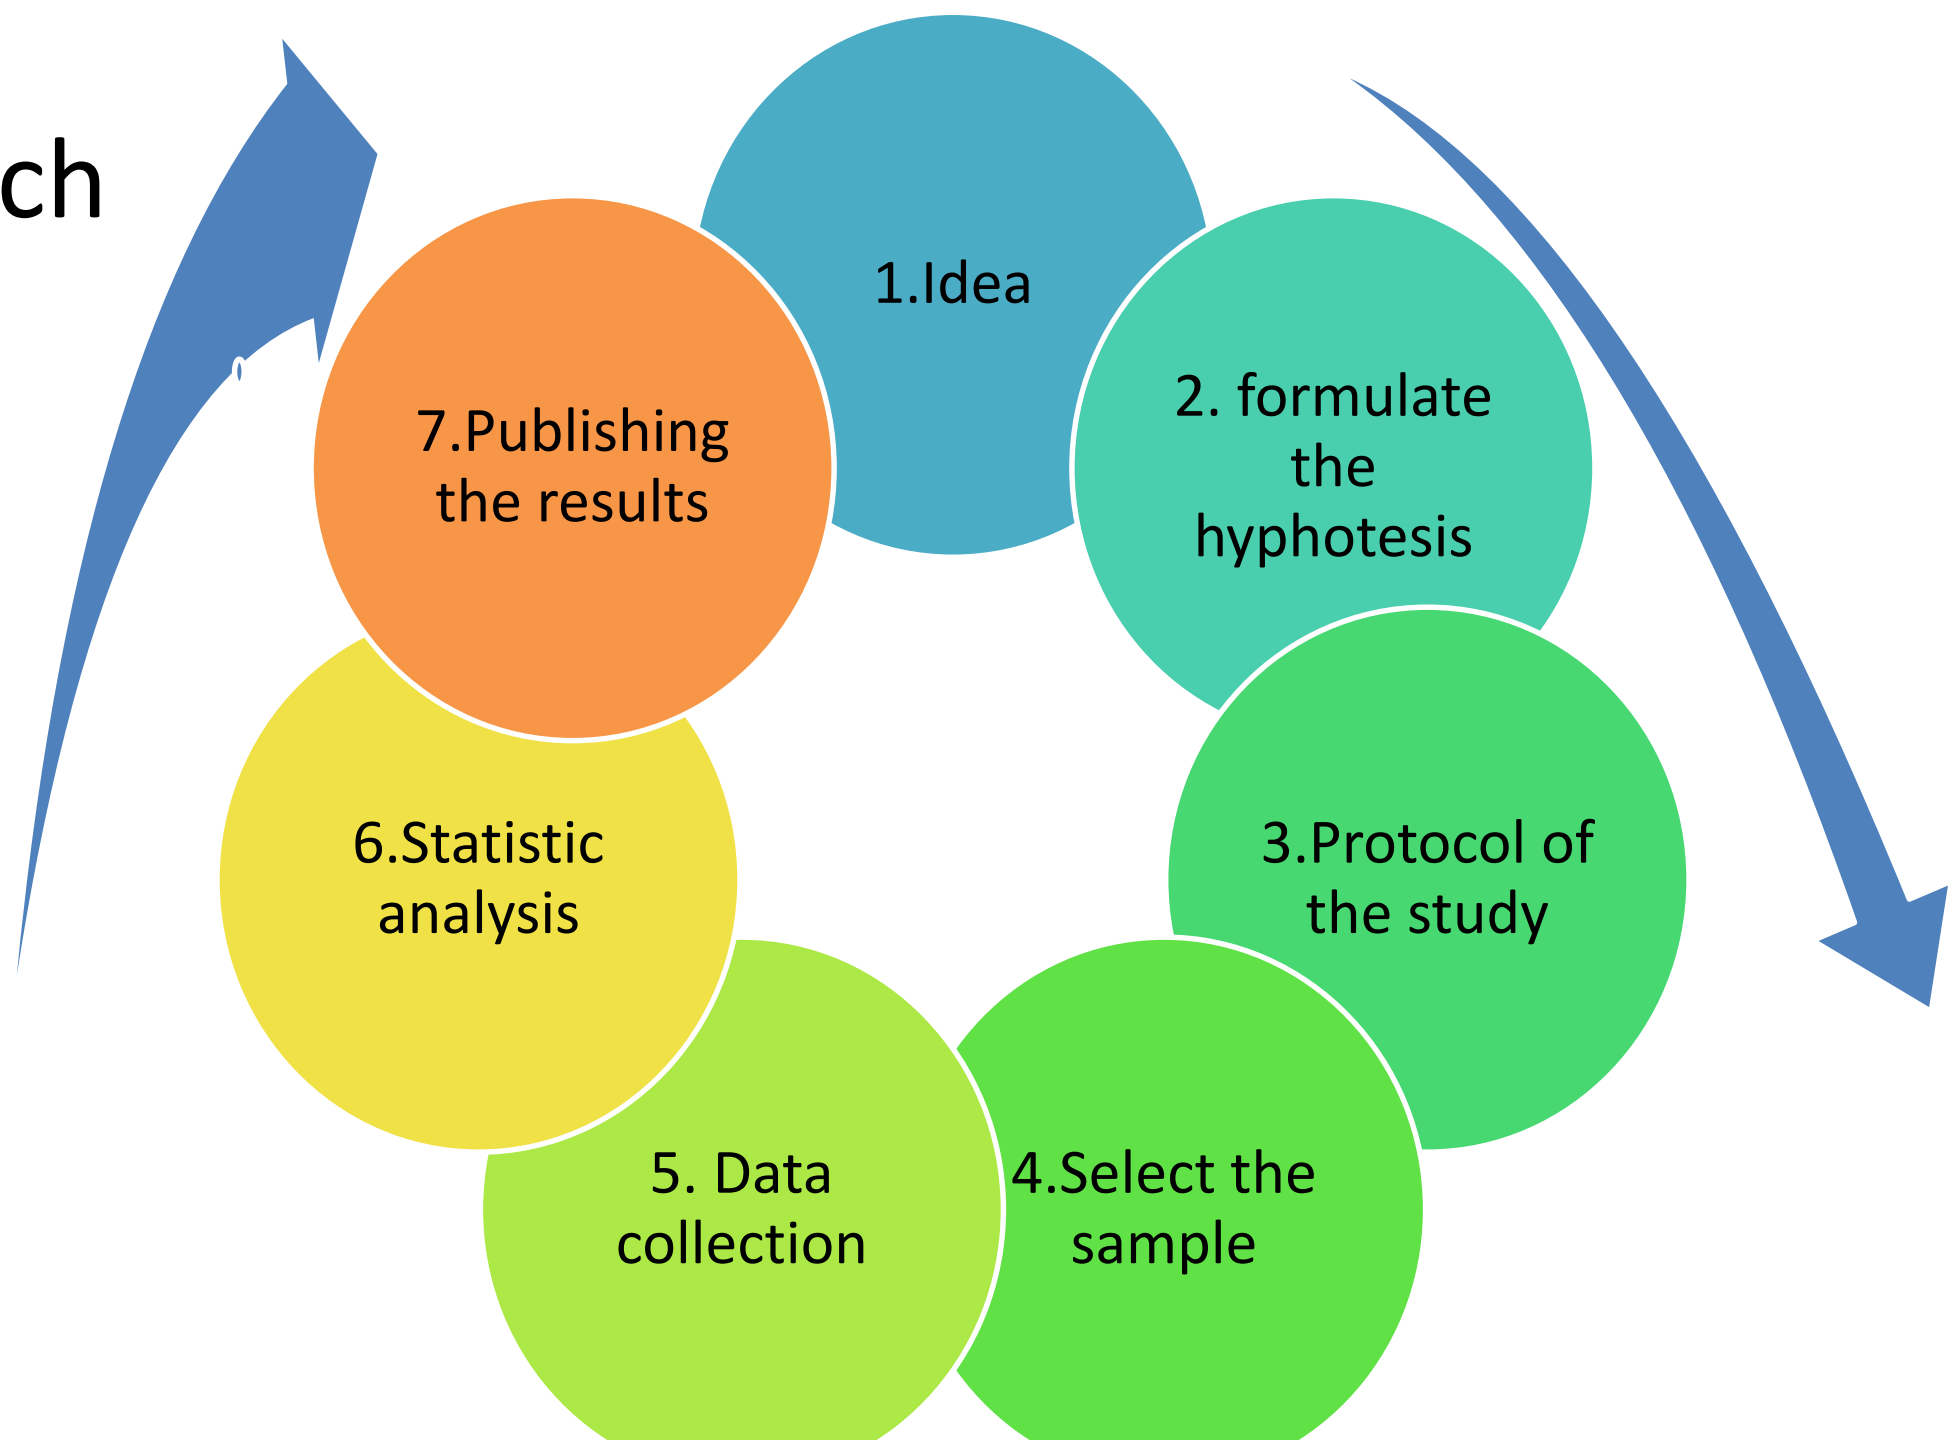 ch
1.Idea
2. formulate
the
hyphotesis
3.Protocol of
the study
4.Select the
sample
5. Data
collection
6.Statistic
analysis
7.Publishing
the results